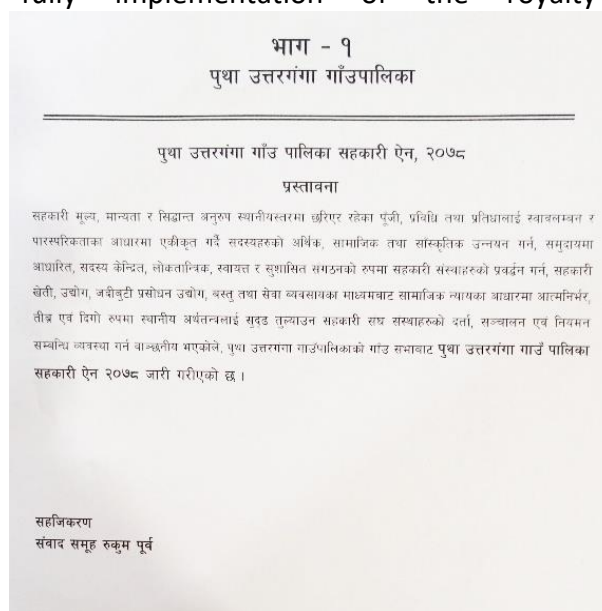 fully implementation of the royalty
भाग - १
पुथा उत्तरगंगा गाँउपालिका
पुथा उत्तरगंगा गाँउ पालिका सहकारी ऐन, २०७८
प्रस्तावना
सहकारी मूल्य, मान्यता र सिद्धान्त अनुरुप स्थानीयस्तरमा छरिएर रहेका पूंजी, प्रविधि तथा प्रतिभालाई स्वावलम्बन र
पारस्परिकताका आधारमा एकीकृत गर्दै सदस्यहरुको आर्थिक, सामाजिक तथा सांस्कृतिक उन्नयन गर्न, समुदायमा
आधारित, सदस्य केन्द्रित, लोकतान्त्रिक, स्वायत्त र सुशासित संगठनको रुपमा सहकारी संस्थाहरुको प्रवर्द्धन गर्न, सहकारी
खेती, उद्योग, जडीबुटी प्रसोधन उद्योग, बस्तु तथा सेवा व्यवसायका माध्यमबाट सामाजिक न्यायका आधारमा आत्मनिर्भर,
तीब्र एवं दिगो रुपमा स्थानीय अर्थतन्त्रलाई सुदृढ तुल्याउन सहकारी संघ संस्थाहरुको दर्ता, सञ्चालन एवं नियमन
सम्बन्धि व्यवस्था गर्न वाञ्छनीय भएकोले, पुथा उत्तरगंगा गाउँपालिकाको गाउँ सभाबाट पुथा उत्तरगंगा गाउँ पालिका
सहकारी ऐन २०७८ जारी गरीएको छ ।
सहजिकरण
संवाद समूह रुकुम पूर्व